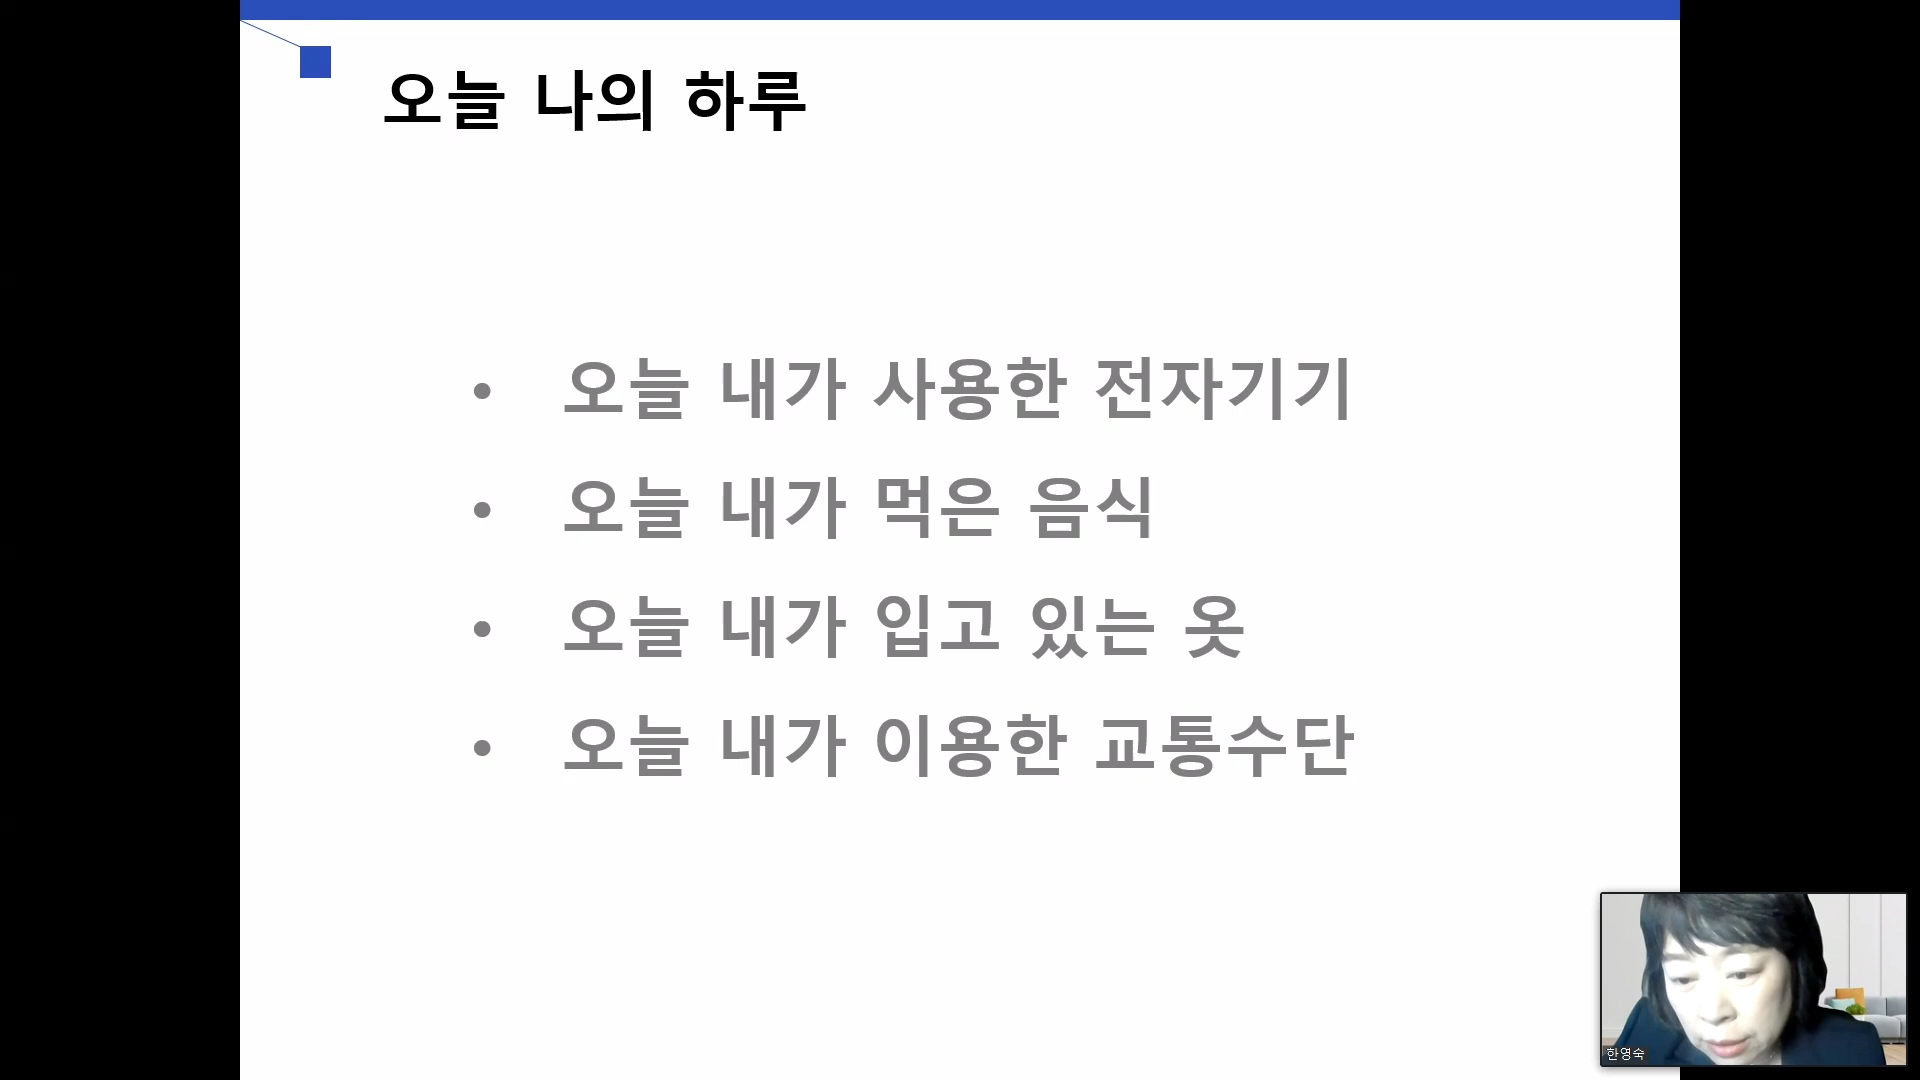 오늘 나의 하루
• 오늘 내가 사용한 전자기기
• 오늘 내가 먹은 음식
• 오늘 내가 입고 있는 옷
• 오늘 내가 이용한 교통수단
한영숙